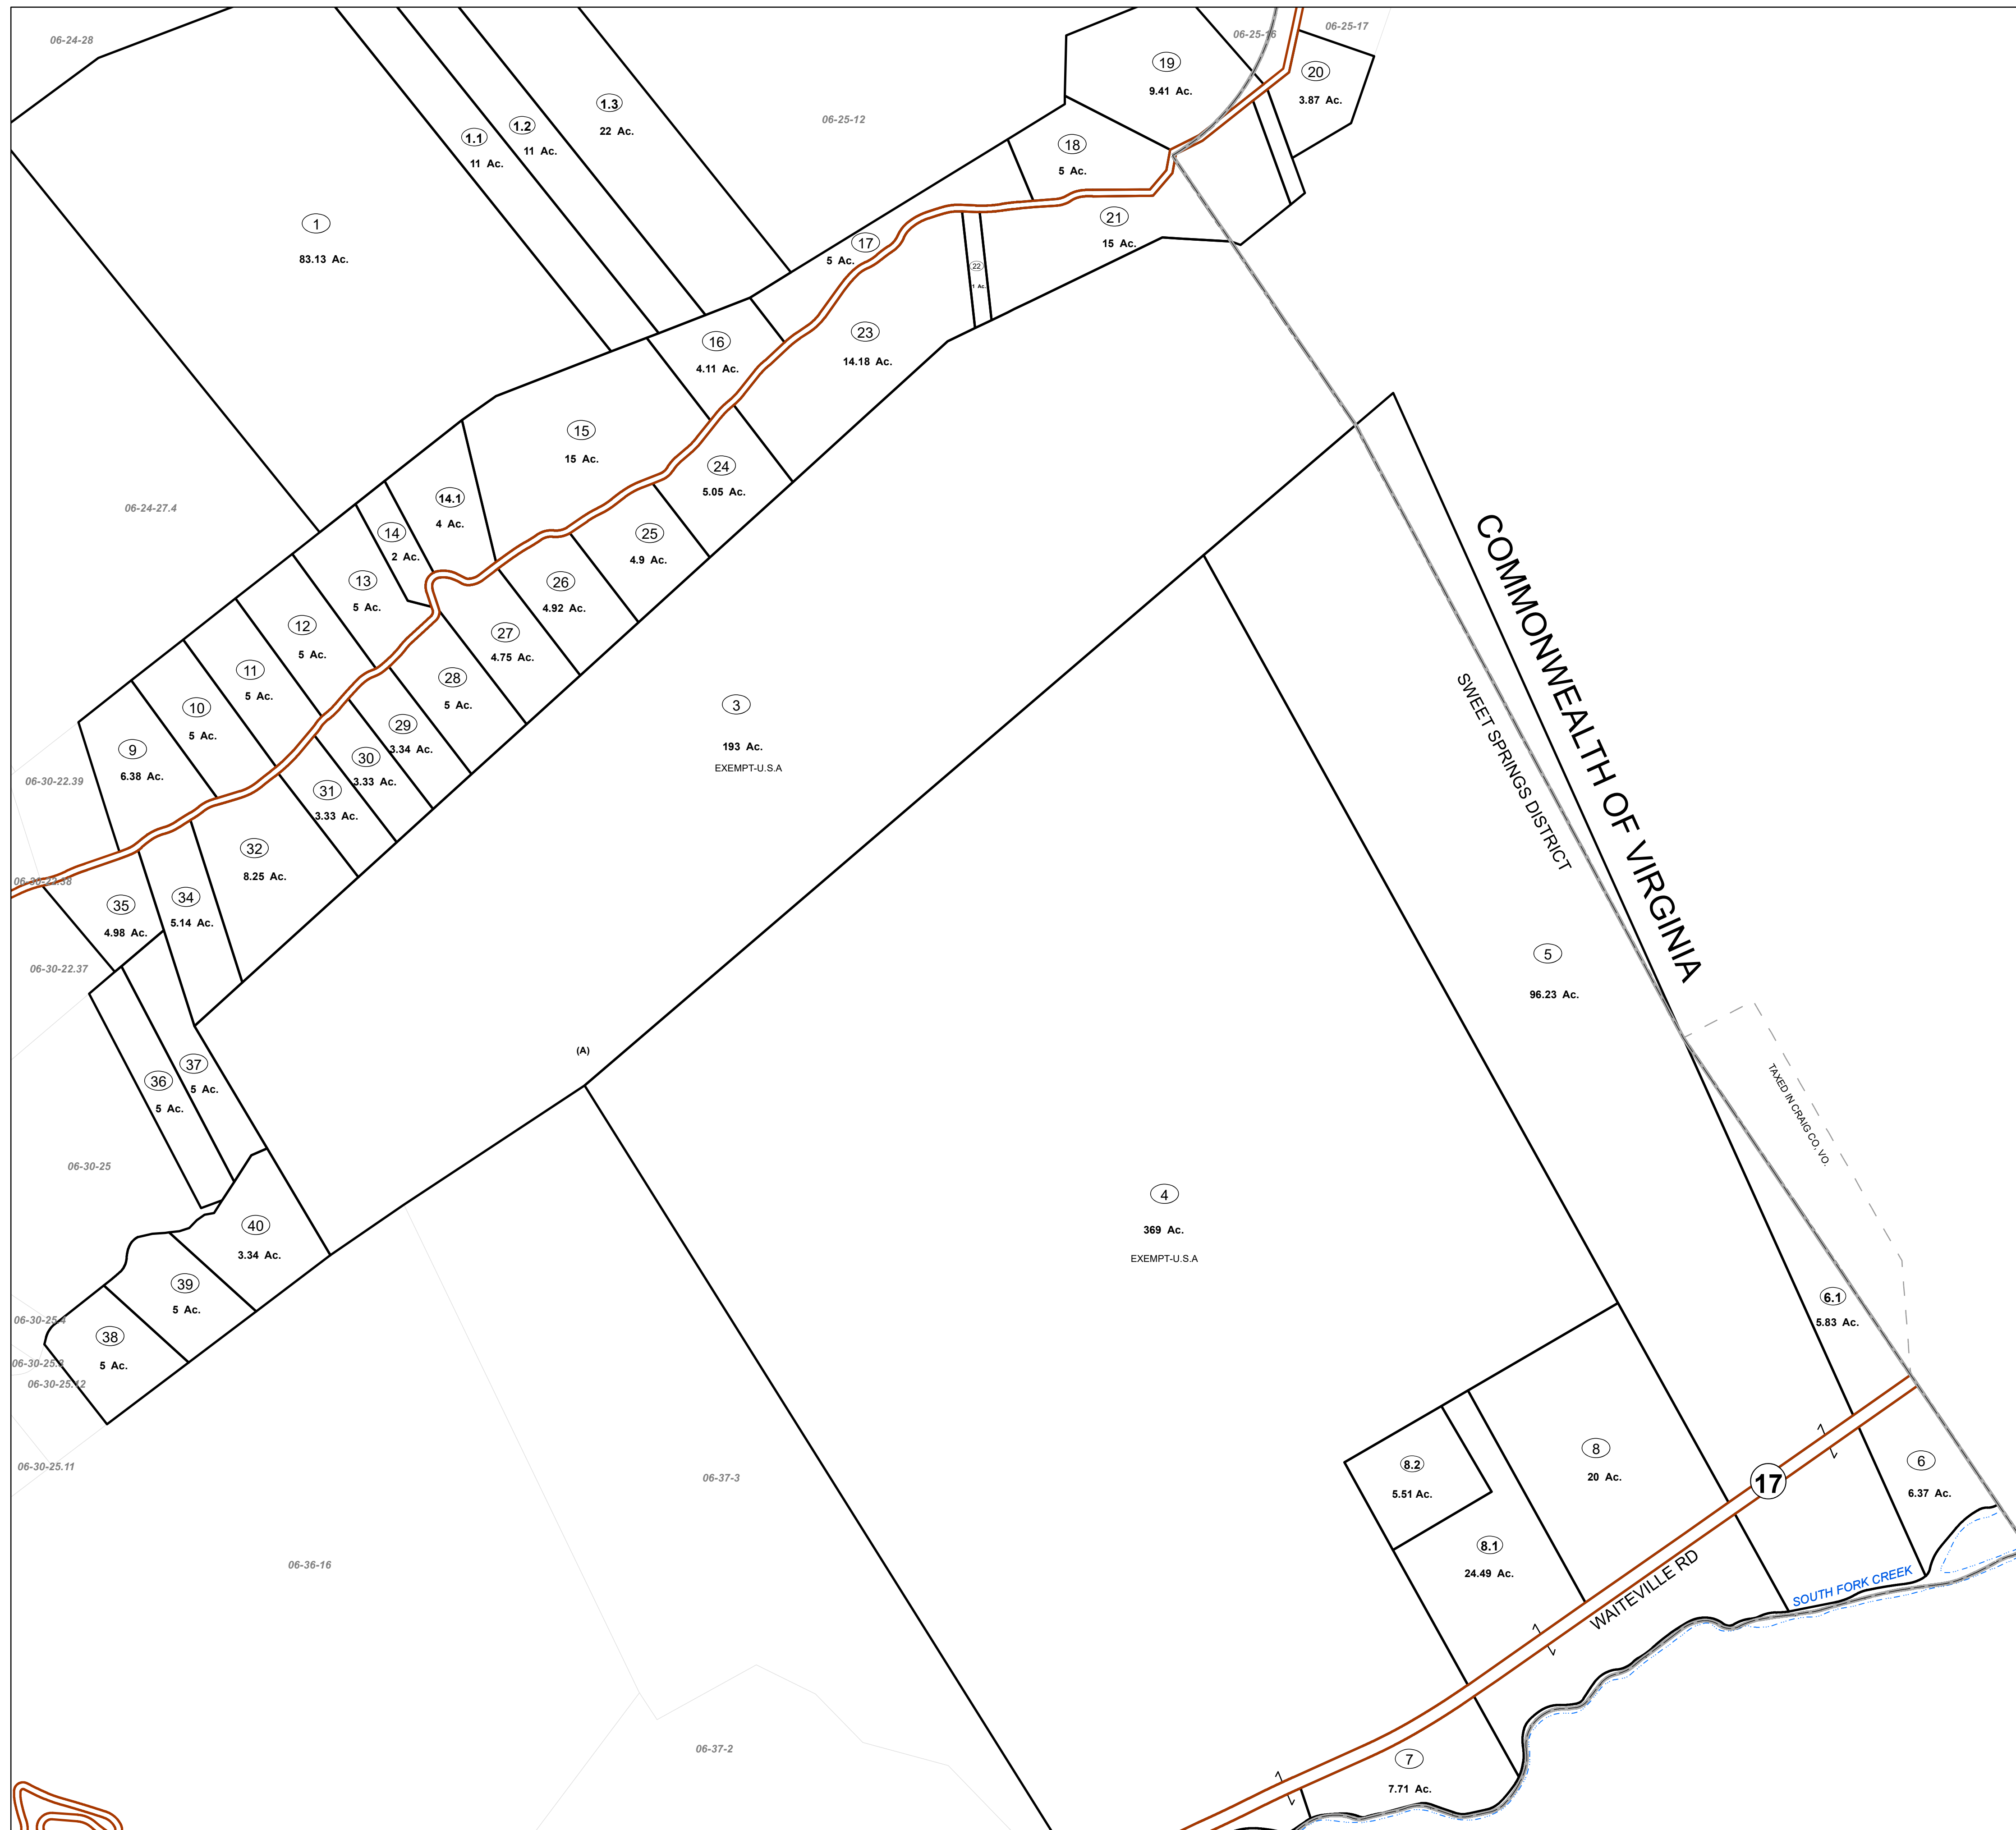 06-24-28
06-25-16
06-25-17
19
9.41 Ac.
20
3.87 Ac.
1.3
22 Ac.
06-25-12
1.2
11 Ac.
1.1
11 Ac.
18
5 Ac.
1
83.13 Ac.
21
15 Ac.
17
5 Ac.
22
1 Ac.
23
14.18 Ac.
16
4.11 Ac.
15
15 Ac.
24
5.05 Ac.
14.1
4 Ac.
06-24-27.4
14
2 Ac.
25
4.9 Ac.
13
5 Ac.
26
4.92 Ac.
12
5 Ac.
27
4.75 Ac.
11
5 Ac.
28
5 Ac.
10
5 Ac.
29
3.34 Ac.
3
193 Ac.
EXEMPT-U.S.A
9
6.38 Ac.
30
3.33 Ac.
06-30-22.39
31
3.33 Ac.
32
8.25 Ac.
06-30-22.38
34
5.14 Ac.
35
4.98 Ac.
06-30-22.37
COMMONWEALTH OF VIRGINIA
SWEET SPRINGS DISTRICT
5
96.23 Ac.
(A)
37
5 Ac.
36
5 Ac.
TAXED IN CRAIG CO, VO.
06-30-25
4
369 Ac.
EXEMPT-U.S.A
40
3.34 Ac.
39
5 Ac.
6.1
5.83 Ac.
06-30-25.4
38
5 Ac.
06-30-25.12
06-30-25.11
06-37-3
8.2
5.51 Ac.
8
20 Ac.
17
6
6.37 Ac.
8.1
24.49 Ac.
06-36-16
WAITEVILLE RD
SOUTH FORK CREEK
06-37-2
7
7.71 Ac.